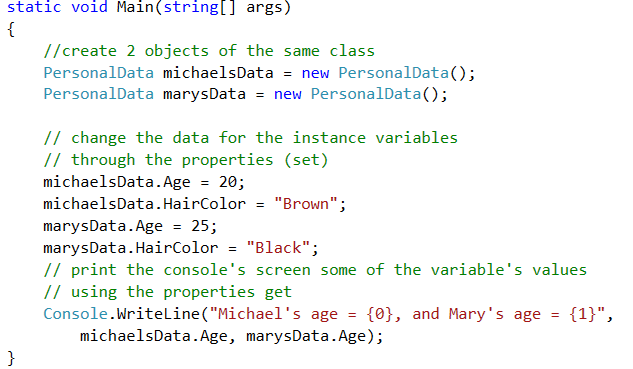 static void Main(string[] args)
{
//create 2 objects of the same class
PersonalData michaelsData = new PersonalData();
PersonalData marysData = new PersonalData();
// change the data for the instance variables
// through the properties (set)
michaelsData.Age = 20;
michaelsData.HairColor = "Brown";
marysData.Age = 25;
marysData.HairColor = "Black";
// print the console's screen some of the variable's values
// using the properties get
Console.WriteLine("Michael's age = {0}, and Mary's age = {1}",
michaelsData.Age, marysData.Age);
}